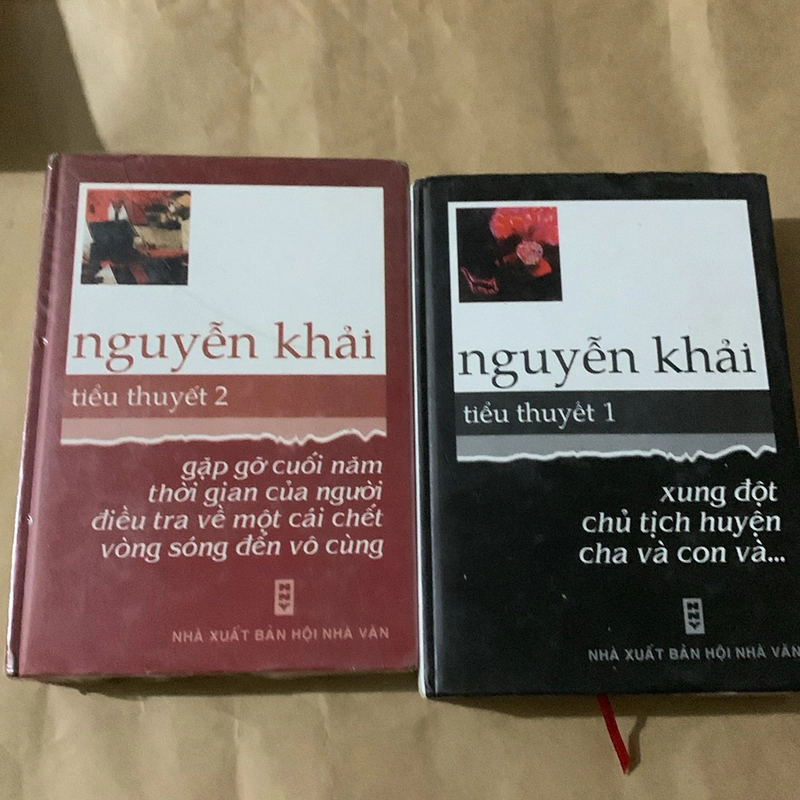 nguyễn khải
tiểu thuyết 2
gặp gỡ cuối năm
thời gian của người
điều tra về một cái chết
vòng sóng đến vô cùng
NHÀ XUẤT BẢN HỘI NHÀ VĂN
nguyễn khải
tiểu thuyết 1
xung đột
chủ tịch huyện
cha và con và...
NHÀ XUẤT BẢN HỘI NHÀ VĂN